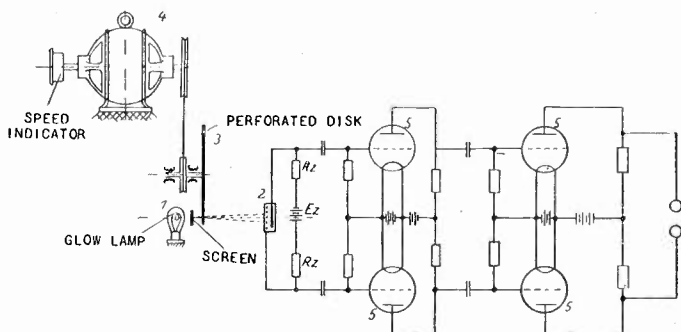 4
SPEED
INDICATOR
PERFORATED DISK
3
5
5
Rz
2
Ez
1
GLOW LAMP
SCREEN
Rz
5
5